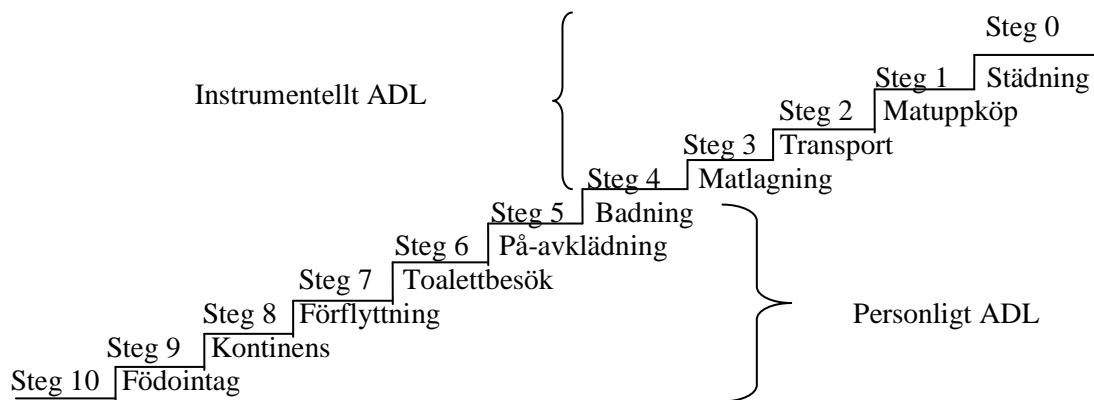 Steg 0
Instrumentellt ADL
Steg 1
Städning
Steg 2
Matuppköp
Steg 3
Transport
Steg 4
Matlagning
Steg 5
Badning
Steg 6
På-avklädning
Steg 7
Toalettbesök
Steg 8
Förflyttning
Personligt ADL
Steg 9
Kontinens
Steg 10
Födointag